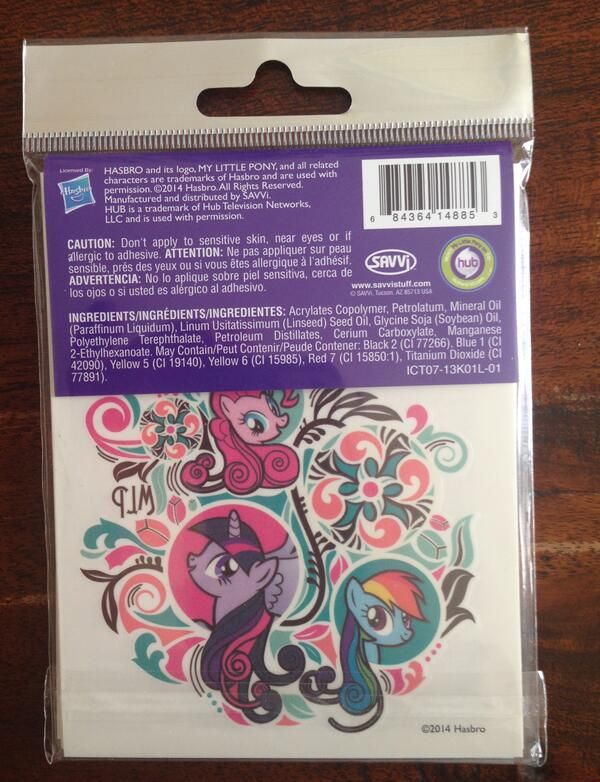 Licensed By:
Hasbro
HASBRO and its logo, MY LITTLE PONY, and all related
characters are trademarks of Hasbro and are used with
permission. ©2014 Hasbro. All Rights Reserved.
Manufactured and distributed by SAVVi.
HUB is a trademark of Hub Television Networks,
LLC and is used with permission.
6 84364 14885 3
CAUTION: Don't apply to sensitive skin, near eyes or if
allergic to adhesive. ATTENTION: Ne pas appliquer sur peau
sensible, près des yeux ou si vous êtes allergique à l'adhésif.
ADVERTENCIA: No lo aplique sobre piel sensitiva, cerca de
los ojos o si usted es alérgico al adhesivo.
SAVVi
www.savvistuff.com
© SAVVi, Tucson, AZ 85713 USA
hub
INGREDIENTS/INGRÉDIENTS/INGREDIENTES: Acrylates Copolymer, Petrolatum, Mineral Oil
(Paraffinum Liquidum), Linum Usitatissimum (Linseed) Seed Oil, Glycine Soja (Soybean) Oil,
Polyethylene Terephthalate, Petroleum Distillates, Cerium Carboxylate, Manganese
2-Ethylhexanoate. May Contain/Peut Contenir/Peude Contener: Black 2 (CI 77266), Blue 1 (CI
42090), Yellow 5 (CI 19140), Yellow 6 (CI 15985), Red 7 (CI 15850:1), Titanium Dioxide (CI
77891).
ICT07-13K01L-01
MLP
©2014 Hasbro